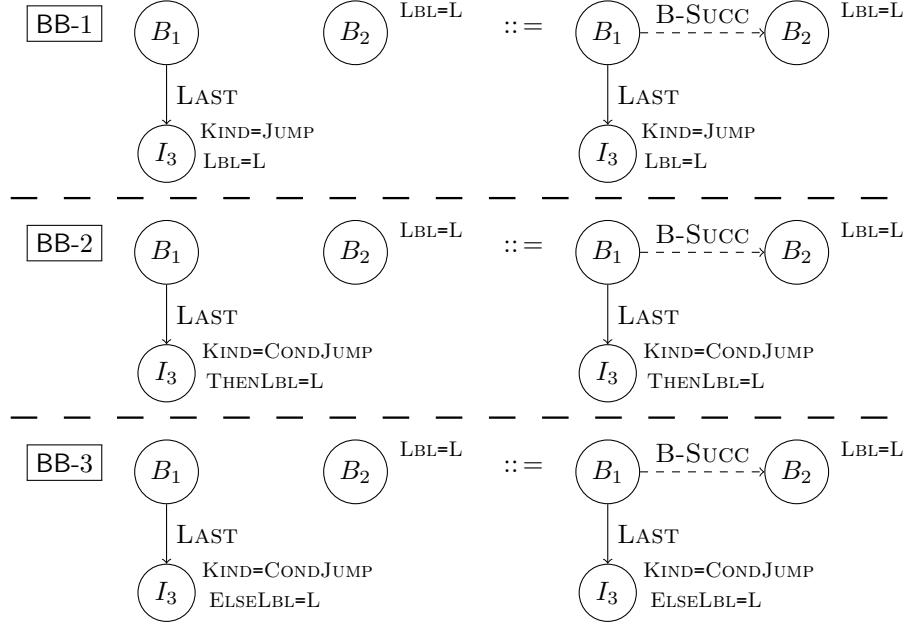 BB-1 B₁ B₂ LBL=L ::= B₁ B-SUCC B₂ LBL=L
LAST LAST
I₃ KIND=JUMP I₃ KIND=JUMP
LBL=L LBL=L
BB-2 B₁ B₂ LBL=L ::= B₁ B-SUCC B₂ LBL=L
LAST LAST
I₃ KIND=CONDJUMP I₃ KIND=CONDJUMP
THENLBL=L THENLBL=L
BB-3 B₁ B₂ LBL=L ::= B₁ B-SUCC B₂ LBL=L
LAST LAST
I₃ KIND=CONDJUMP I₃ KIND=CONDJUMP
ELSELBL=L ELSELBL=L